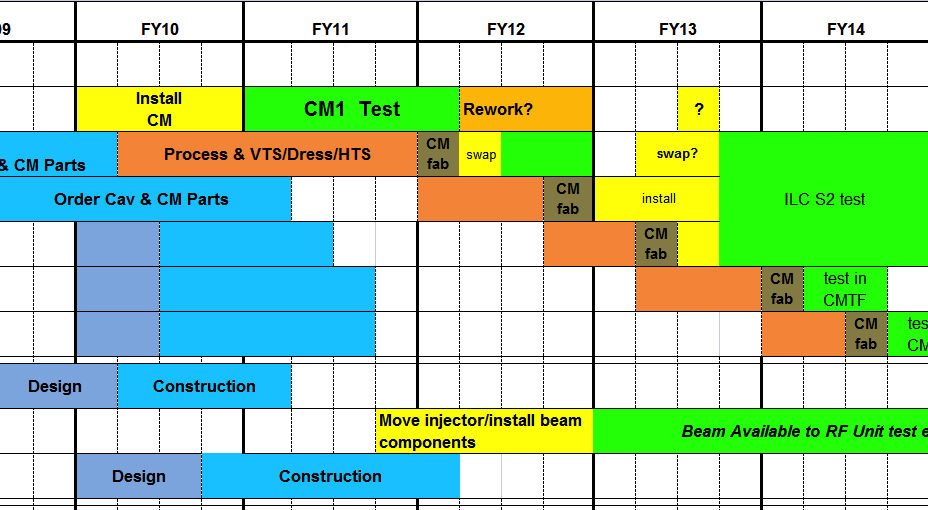 09 FY10 FY11 FY12 FY13 FY14
Install
CM
CM1 Test
Rework?
?
& CM Parts
Process & VTS/Dress/HTS
CM
fab
swap
swap?
Order Cav & CM Parts
CM
fab
install
ILC S2 test
CM
fab
CM
fab
test in
CMTF
CM
fab
tes
CM
Design
Construction
Move injector/install beam
components
Beam Available to RF Unit test e
Design
Construction